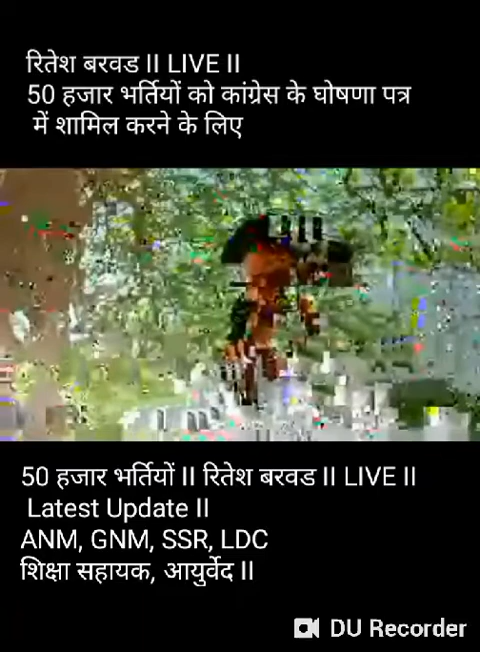 रितेश बरवड II LIVE II
50 हजार भर्तियों को कांग्रेस के घोषणा पत्र
में शामिल करने के लिए
50 हजार भर्तियों II रितेश बरवड II LIVE II
Latest Update II
ANM, GNM, SSR, LDC
शिक्षा सहायक, आयुर्वेद II
DU Recorder